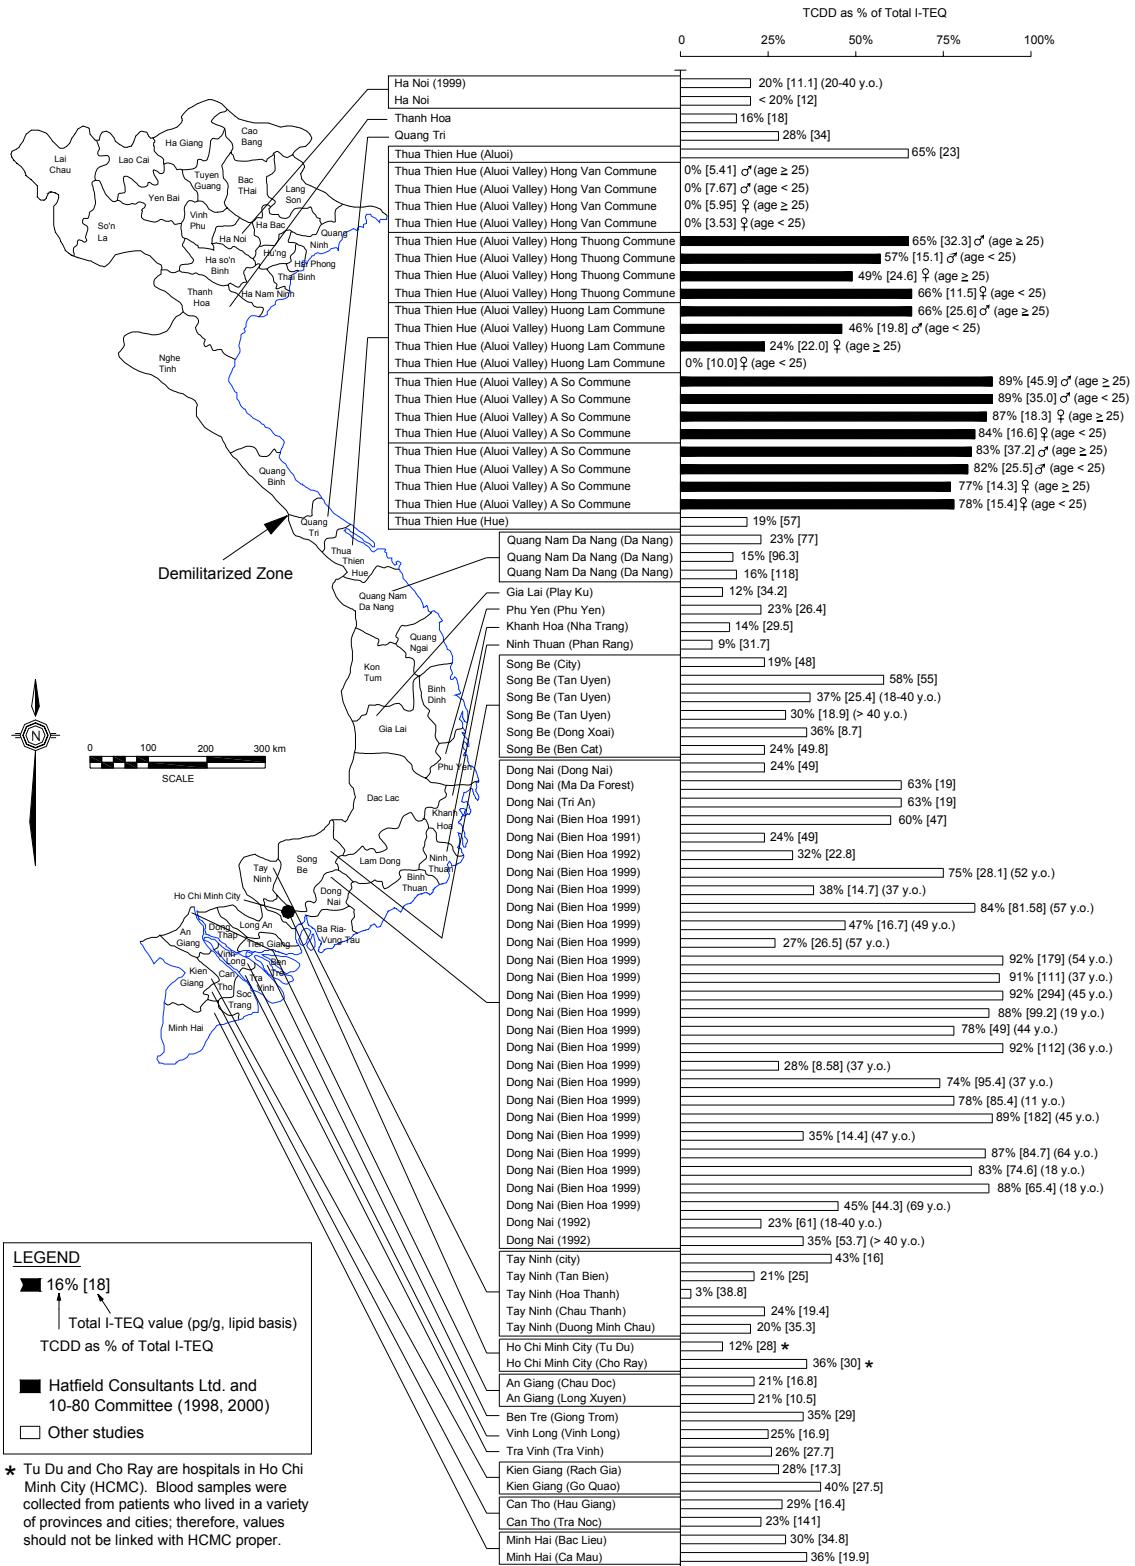 TCDD as % of Total I-TEQ
0 25% 50% 75% 100%
Ha Noi (1999) 20% [11.1] (20-40 y.o.)
Ha Noi < 20% [12]
Thanh Hoa 16% [18]
Quang Tri 28% [34]
Thua Thien Hue (Aluoi) 65% [23]
Thua Thien Hue (Aluoi Valley) Hong Van Commune 0% [5.41] ♂ (age ≥ 25)
Thua Thien Hue (Aluoi Valley) Hong Van Commune 0% [7.67] ♂ (age < 25)
Thua Thien Hue (Aluoi Valley) Hong Van Commune 0% [5.95] ♀ (age ≥ 25)
Thua Thien Hue (Aluoi Valley) Hong Van Commune 0% [3.53] ♀ (age < 25)
Thua Thien Hue (Aluoi Valley) Hong Thuong Commune 65% [32.3] ♂ (age ≥ 25)
Thua Thien Hue (Aluoi Valley) Hong Thuong Commune 57% [15.1] ♂ (age < 25)
Thua Thien Hue (Aluoi Valley) Hong Thuong Commune 49% [24.6] ♀ (age ≥ 25)
Thua Thien Hue (Aluoi Valley) Hong Thuong Commune 66% [11.5] ♀ (age < 25)
Thua Thien Hue (Aluoi Valley) Huong Lam Commune 66% [25.6] ♂ (age ≥ 25)
Thua Thien Hue (Aluoi Valley) Huong Lam Commune 46% [19.8] ♂ (age < 25)
Thua Thien Hue (Aluoi Valley) Huong Lam Commune 24% [22.0] ♀ (age ≥ 25)
Thua Thien Hue (Aluoi Valley) Huong Lam Commune 0% [10.0] ♀ (age < 25)
Thua Thien Hue (Aluoi Valley) A So Commune 89% [45.9] ♂ (age ≥ 25)
Thua Thien Hue (Aluoi Valley) A So Commune 89% [35.0] ♂ (age < 25)
Thua Thien Hue (Aluoi Valley) A So Commune 87% [18.3] ♀ (age ≥ 25)
Thua Thien Hue (Aluoi Valley) A So Commune 84% [16.6] ♀ (age < 25)
Thua Thien Hue (Aluoi Valley) A So Commune 83% [37.2] ♂ (age ≥ 25)
Thua Thien Hue (Aluoi Valley) A So Commune 82% [25.5] ♂ (age < 25)
Thua Thien Hue (Aluoi Valley) A So Commune 77% [14.3] ♀ (age ≥ 25)
Thua Thien Hue (Aluoi Valley) A So Commune 78% [15.4] ♀ (age < 25)
Thua Thien Hue (Hue) 19% [57]
Quang Nam Da Nang (Da Nang) 23% [77]
Quang Nam Da Nang (Da Nang) 15% [96.3]
Quang Nam Da Nang (Da Nang) 16% [118]
Gia Lai (Play Ku) 12% [34.2]
Phu Yen (Phu Yen) 23% [26.4]
Khanh Hoa (Nha Trang) 14% [29.5]
Ninh Thuan (Phan Rang) 9% [31.7]
Song Be (City) 19% [48]
Song Be (Tan Uyen) 58% [55]
Song Be (Tan Uyen) 37% [25.4] (18-40 y.o.)
Song Be (Tan Uyen) 30% [18.9] (> 40 y.o.)
Song Be (Dong Xoai) 36% [8.7]
Song Be (Ben Cat) 24% [49.8]
Dong Nai (Dong Nai) 24% [49]
Dong Nai (Ma Da Forest) 63% [19]
Dong Nai (Tri An) 63% [19]
Dong Nai (Bien Hoa 1991) 60% [47]
Dong Nai (Bien Hoa 1991) 24% [49]
Dong Nai (Bien Hoa 1992) 32% [22.8]
Dong Nai (Bien Hoa 1999) 75% [28.1] (52 y.o.)
Dong Nai (Bien Hoa 1999) 38% [14.7] (37 y.o.)
Dong Nai (Bien Hoa 1999) 84% [81.58] (57 y.o.)
Dong Nai (Bien Hoa 1999) 47% [16.7] (49 y.o.)
Dong Nai (Bien Hoa 1999) 27% [26.5] (57 y.o.)
Dong Nai (Bien Hoa 1999) 92% [179] (54 y.o.)
Dong Nai (Bien Hoa 1999) 91% [111] (37 y.o.)
Dong Nai (Bien Hoa 1999) 92% [294] (45 y.o.)
Dong Nai (Bien Hoa 1999) 88% [99.2] (19 y.o.)
Dong Nai (Bien Hoa 1999) 78% [49] (44 y.o.)
Dong Nai (Bien Hoa 1999) 92% [112] (36 y.o.)
Dong Nai (Bien Hoa 1999) 28% [8.58] (37 y.o.)
Dong Nai (Bien Hoa 1999) 74% [95.4] (37 y.o.)
Dong Nai (Bien Hoa 1999) 78% [85.4] (11 y.o.)
Dong Nai (Bien Hoa 1999) 89% [182] (45 y.o.)
Dong Nai (Bien Hoa 1999) 35% [14.4] (47 y.o.)
Dong Nai (Bien Hoa 1999) 87% [84.7] (64 y.o.)
Dong Nai (Bien Hoa 1999) 83% [74.6] (18 y.o.)
Dong Nai (Bien Hoa 1999) 88% [65.4] (18 y.o.)
Dong Nai (Bien Hoa 1999) 45% [44.3] (69 y.o.)
Dong Nai (1992) 23% [61] (18-40 y.o.)
Dong Nai (1992) 35% [53.7] (> 40 y.o.)
Tay Ninh (city) 43% [16]
Tay Ninh (Tan Bien) 21% [25]
Tay Ninh (Hoa Thanh) 3% [38.8]
Tay Ninh (Chau Thanh) 24% [19.4]
Tay Ninh (Duong Minh Chau) 20% [35.3]
Ho Chi Minh City (Tu Du) 12% [28] *
Ho Chi Minh City (Cho Ray) 36% [30] *
An Giang (Chau Doc) 21% [16.8]
An Giang (Long Xuyen) 21% [10.5]
Ben Tre (Giong Trom) 35% [29]
Vinh Long (Vinh Long) 25% [16.9]
Tra Vinh (Tra Vinh) 26% [27.7]
Kien Giang (Rach Gia) 28% [17.3]
Kien Giang (Go Quao) 40% [27.5]
Can Tho (Hau Giang) 29% [16.4]
Can Tho (Tra Noc) 23% [141]
Minh Hai (Bac Lieu) 30% [34.8]
Minh Hai (Ca Mau) 36% [19.9]
Lai
Chau
Lao Cai
Ha Giang
Cao
Bang
Tuyen
Guang
Bac
THai
Lang
Son
Yen Bai
So'n
La
Vinh
Phu
Ha Noi
Ha Bac
Quang
Ninh
Hu'ng
Hai Phong
Ha so'n
Binh
Thai Binh
Thanh
Hoa
Ha Nam Ninh
Nghe
Tinh
Quang
Binh
Quang
Tri
Thua
Thien
Hue
Demilitarized Zone
Quang Nam
Da Nang
Quang
Ngai
Kon
Tum
Binh
Dinh
Gia Lai
Phu Yen
Dac Lac
Khanh
Hoa
N
0 100 200 300 km
SCALE
Song
Be
Lam Dong
Ninh
Thuan
Binh
Thuan
Tay
Ninh
Dong
Nai
Ho Chi Minh City
Long An
Ba Ria-
Vung Tau
An
Giang
Dong
Thap
Tien Giang
Vinh
Long
Ben
Tre
Kien
Giang
Can
Tho
Tra
Vinh
Soc
Trang
Minh Hai
LEGEND
16% [18]
Total I-TEQ value (pg/g, lipid basis)
TCDD as % of Total I-TEQ
Hatfield Consultants Ltd. and
10-80 Committee (1998, 2000)
Other studies
* Tu Du and Cho Ray are hospitals in Ho Chi
Minh City (HCMC). Blood samples were
collected from patients who lived in a variety
of provinces and cities; therefore, values
should not be linked with HCMC proper.